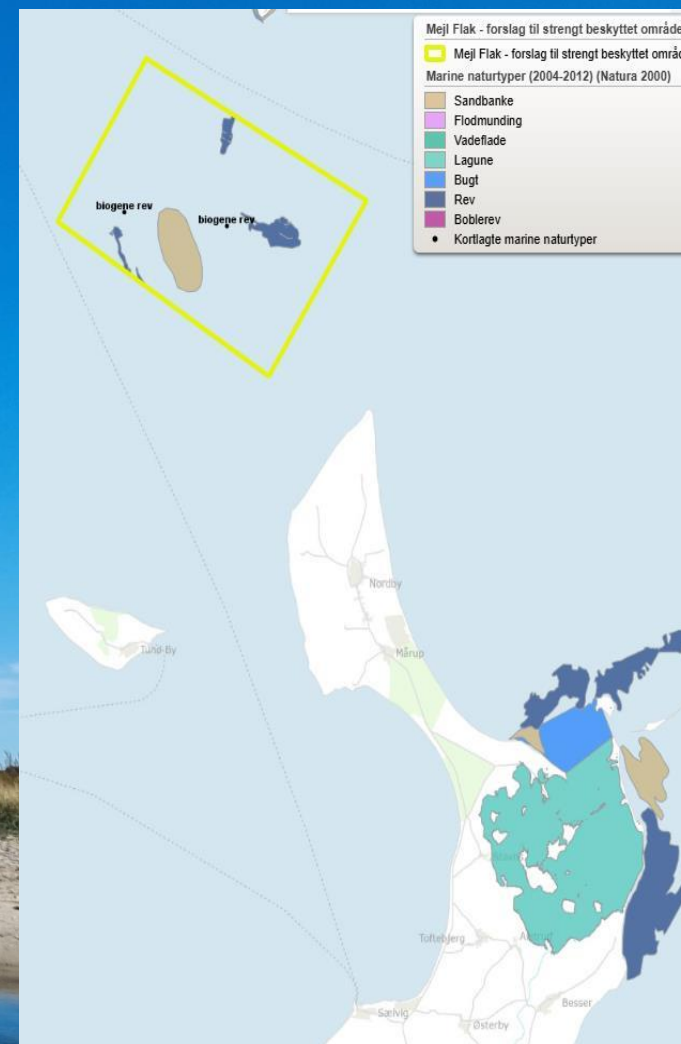 Mejl Flak - forslag til strengt beskyttet område
Mejl Flak - forslag til strengt beskyttet områd
Marine naturtyper (2004-2012) (Natura 2000)
Sandbanke
Flodmunding
Vadeflade
Lagune
Bugt
Rev
Boblerev
Kortlagte marine naturtyper
biogene rev
biogene rev
Nordby
Tunø By
Mårup
Toftebjerg
Sælvig
Østerby
Besser